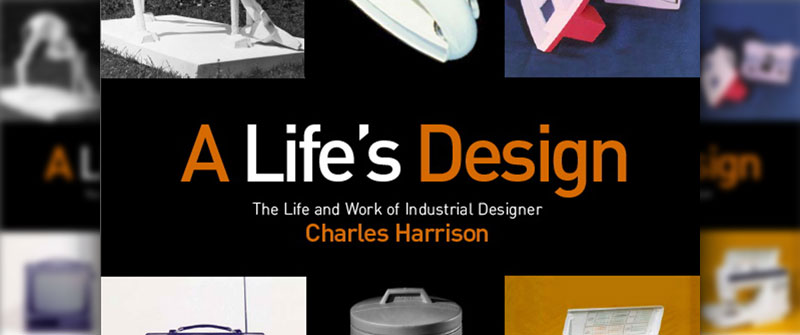 A Life’s Design
The Life and Work of Industrial Designer
Charles Harrison